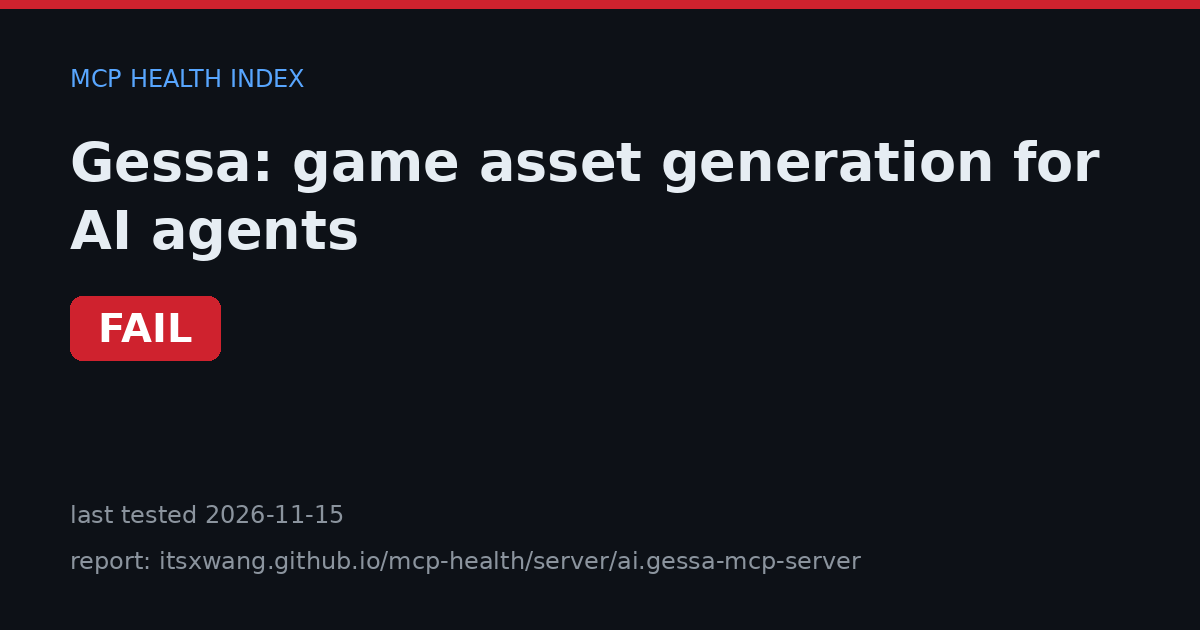 MCP HEALTH INDEX
Gessa: game asset generation for
AI agents
FAIL
last tested 2026-11-15
report: itsxwang.github.io/mcp-health/server/ai.gessa-mcp-server